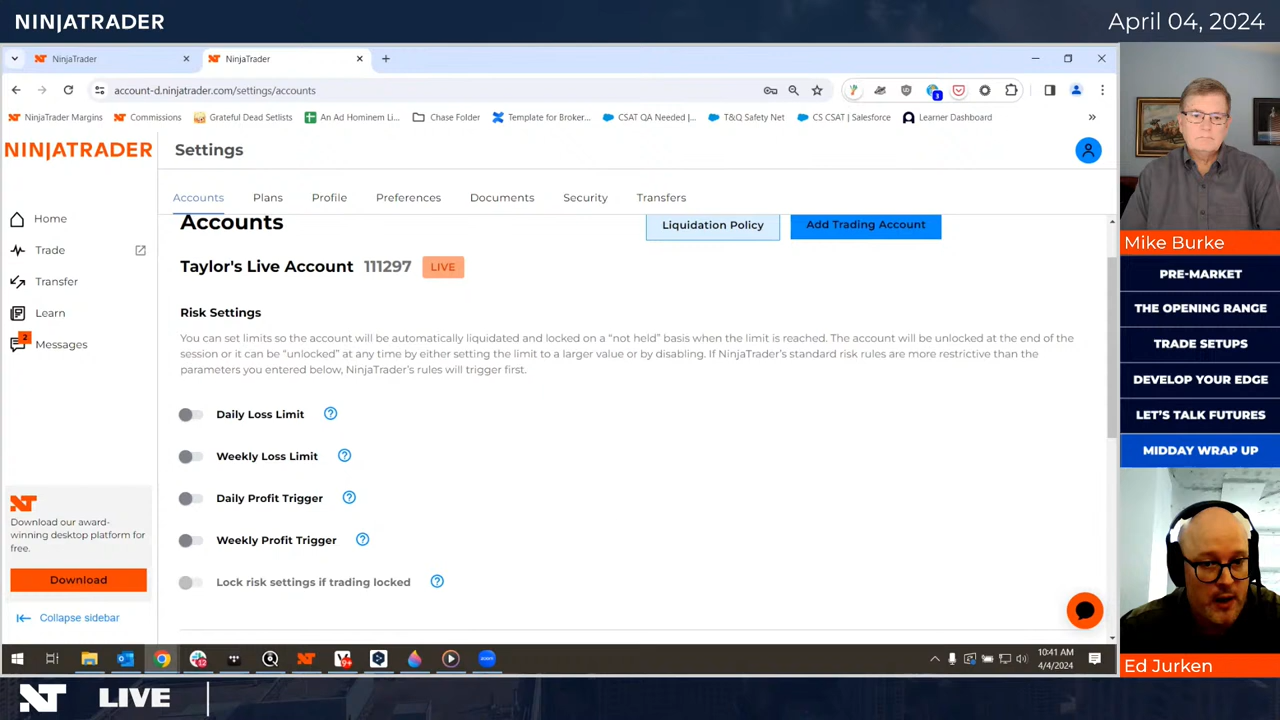 NINJATRADER
April 04, 2024
NinjaTrader
NinjaTrader
account-d.ninjatrader.com/settings/accounts
3
NinjaTrader Margins
Commissions
Grateful Dead Setlists
An Ad Hominem Li...
Chase Folder
Template for Broker...
CSAT QA Needed |...
T&Q Safety Net
CS CSAT | Salesforce
Learner Dashboard
NINJATRADER
Settings
Accounts
Plans
Profile
Preferences
Documents
Security
Transfers
Home
Trade
Transfer
Learn
2
Messages
Accounts
Liquidation Policy
Add Trading Account
Taylor's Live Account 111297 LIVE
Risk Settings
You can set limits so the account will be automatically liquidated and locked on a "not held" basis when the limit is reached. The account will be unlocked at the end of the
session or it can be "unlocked" at any time by either setting the limit to a larger value or by disabling. If NinjaTrader's standard risk rules are more restrictive than the
parameters you entered below, NinjaTrader's rules will trigger first.
Daily Loss Limit ?
Weekly Loss Limit ?
Daily Profit Trigger ?
Weekly Profit Trigger ?
Lock risk settings if trading locked ?
NT
Download our award-
winning desktop platform for
free.
Download
Collapse sidebar
Mike Burke
PRE-MARKET
THE OPENING RANGE
TRADE SETUPS
DEVELOP YOUR EDGE
LET'S TALK FUTURES
MIDDAY WRAP UP
Ed Jurken
12
zoom
10:41 AM
4/4/2024
NT LIVE